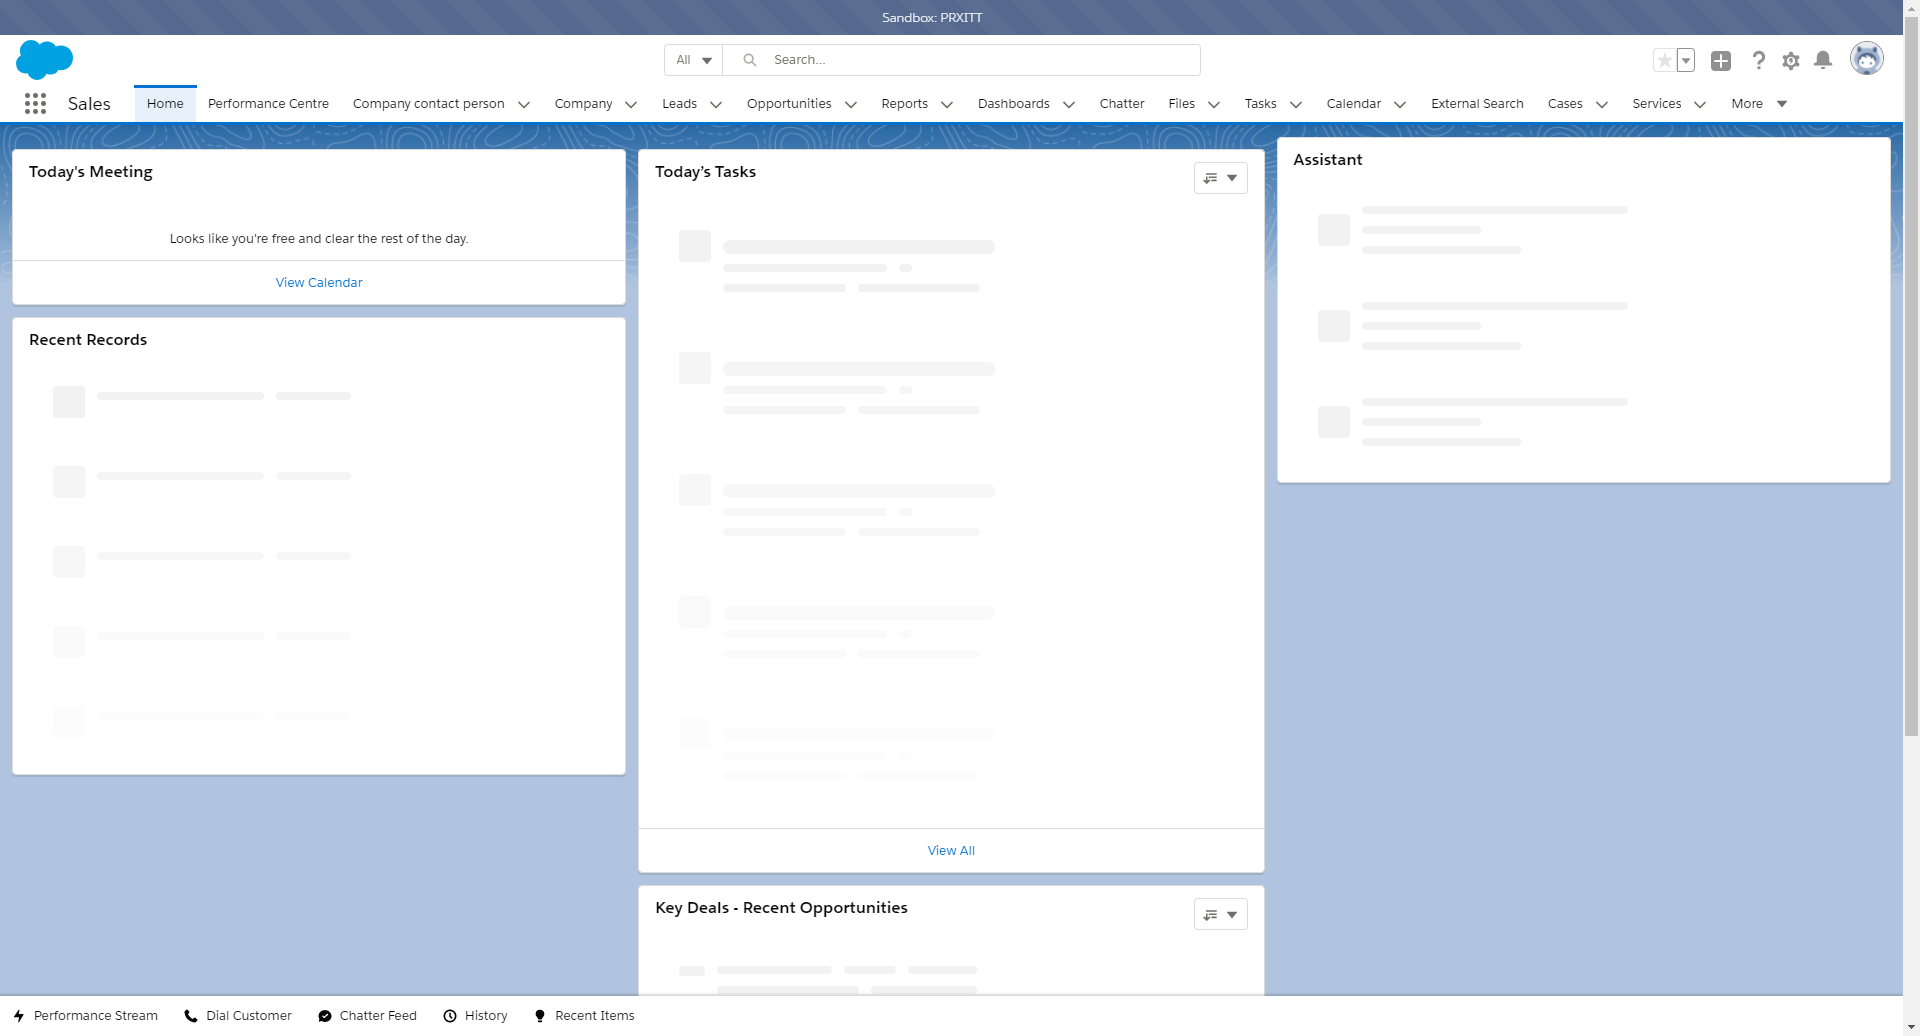 Sandbox: PRXITT
All
Search...
Sales
Home
Performance Centre
Company contact person
Company
Leads
Opportunities
Reports
Dashboards
Chatter
Files
Tasks
Calendar
External Search
Cases
Services
More
Today's Meeting
Looks like you're free and clear the rest of the day.
View Calendar
Recent Records
Today's Tasks
View All
Key Deals - Recent Opportunities
Assistant
Performance Stream
Dial Customer
Chatter Feed
History
Recent Items